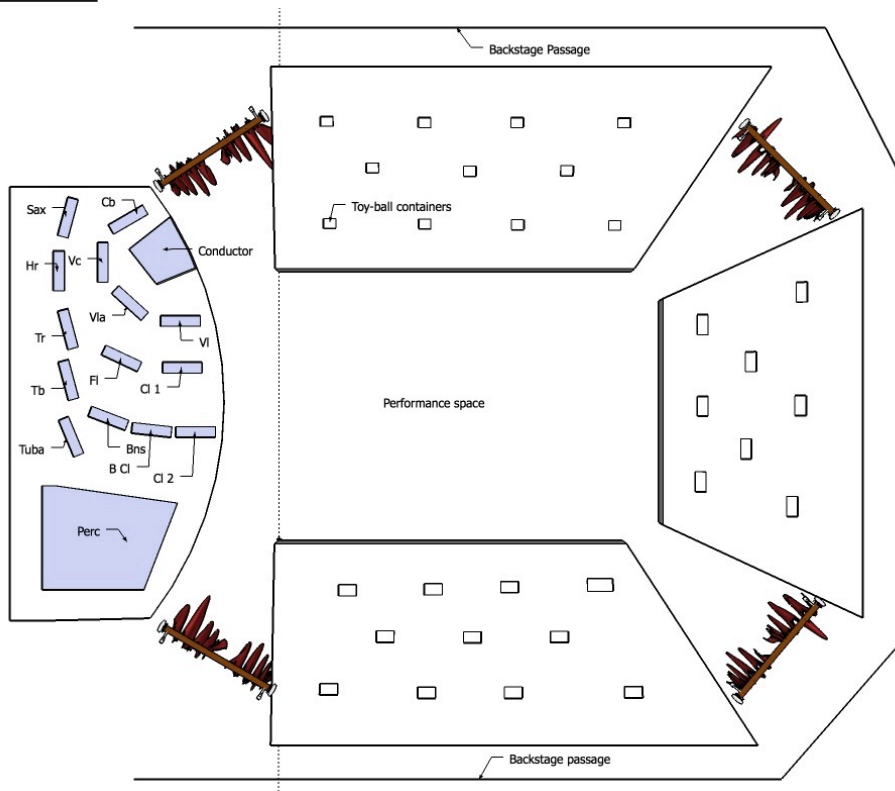 Backstage Passage
Toy-ball containers
Sax
Cb
Conductor
Hr
Vc
Vla
Vl
Tr
Fl
Cl 1
Tb
Performance space
Tuba
Bns
B Cl
Cl 2
Perc
Backstage passage